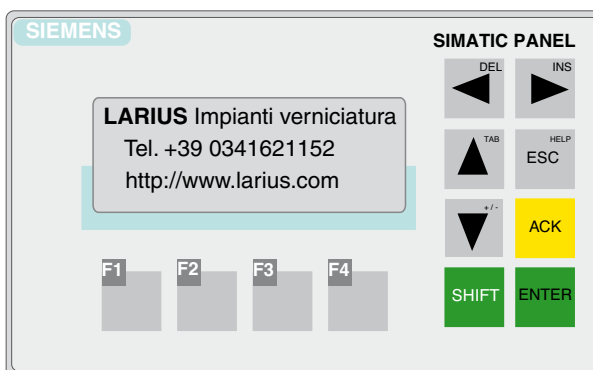 SIEMENS
SIMATIC PANEL
LARIUS Impianti verniciatura
Tel. +39 0341621152
http://www.larius.com
DEL
INS
TAB
HELP
ESC
+/-
ACK
F1
F2
F3
F4
SHIFT
ENTER